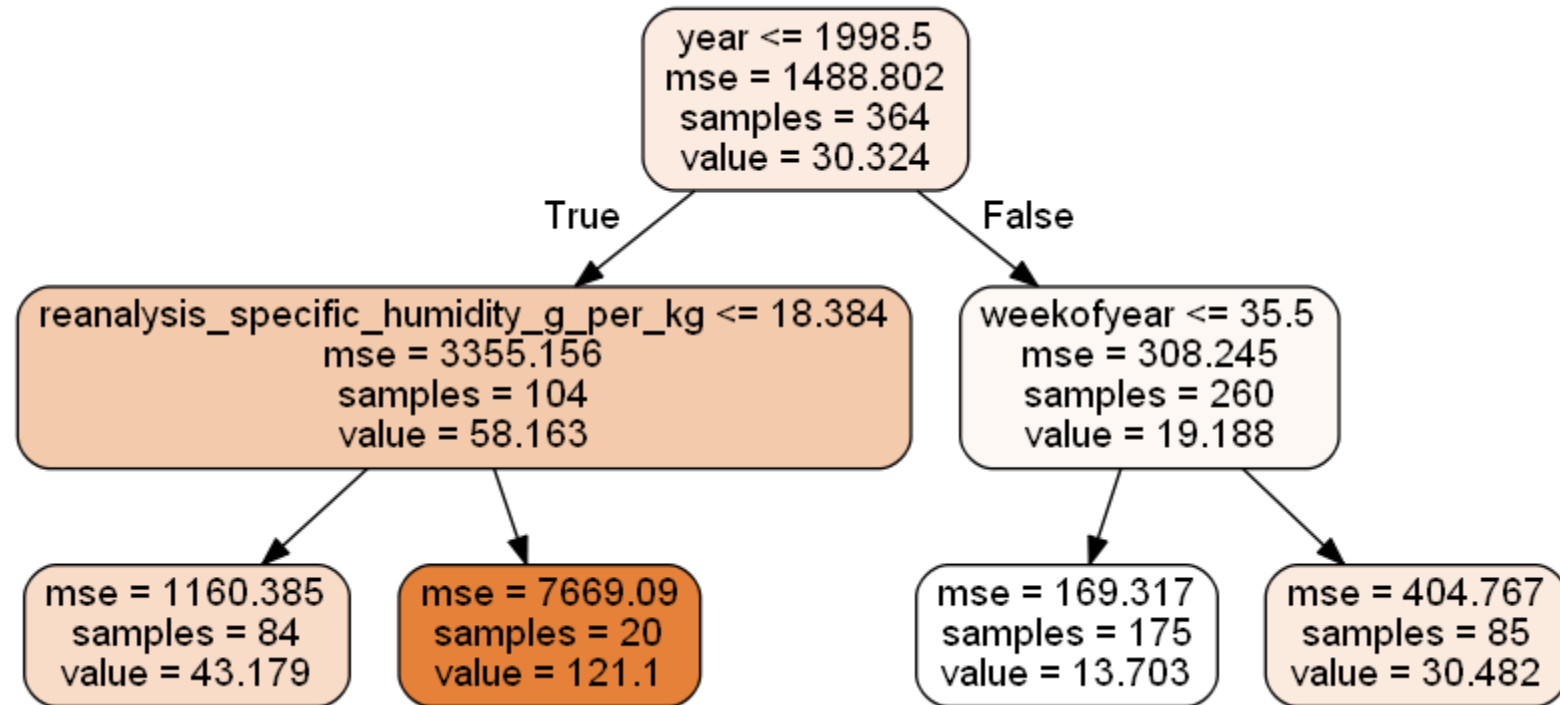 year <= 1998.5
mse = 1488.802
samples = 364
value = 30.324
True
False
reanalysis_specific_humidity_g_per_kg <= 18.384
mse = 3355.156
samples = 104
value = 58.163
weekofyear <= 35.5
mse = 308.245
samples = 260
value = 19.188
mse = 1160.385
samples = 84
value = 43.179
mse = 7669.09
samples = 20
value = 121.1
mse = 169.317
samples = 175
value = 13.703
mse = 404.767
samples = 85
value = 30.482